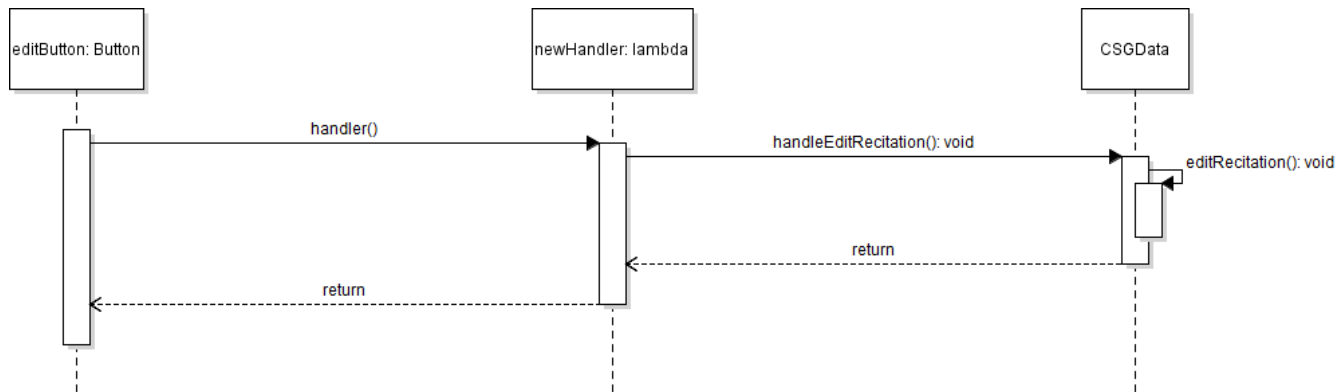 editButton: Button
newHandler: lambda
CSGData
handler()
handleEditRecitation(): void
editRecitation(): void
return
return